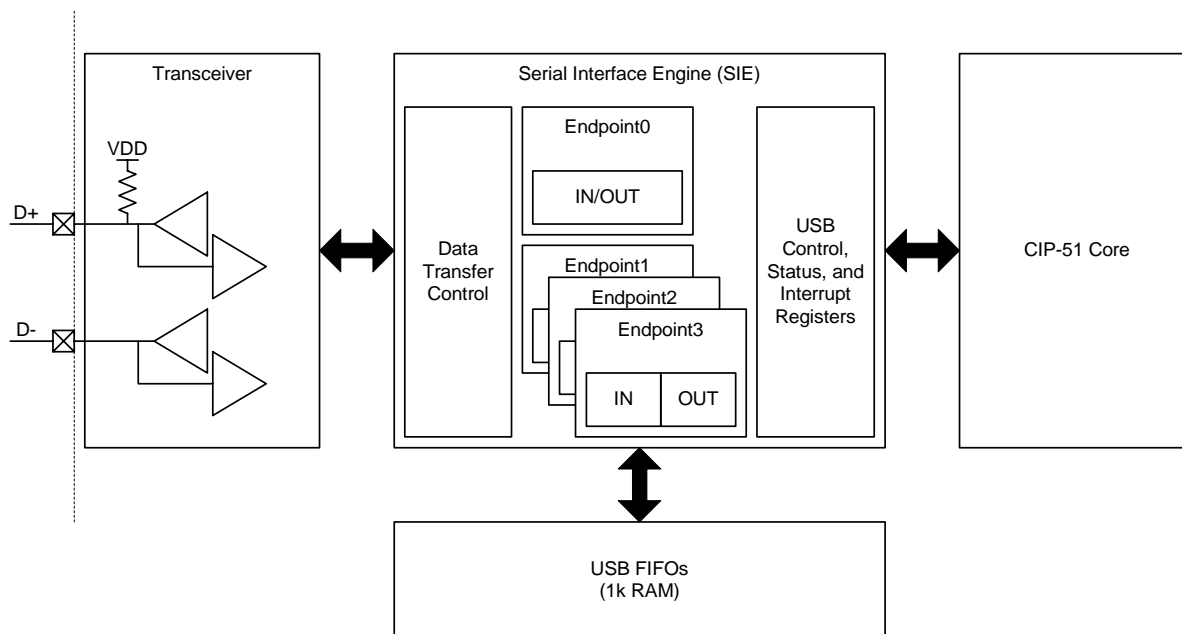 Transceiver
VDD
D+
D-
Serial Interface Engine (SIE)
Data
Transfer
Control
Endpoint0
IN/OUT
Endpoint1
Endpoint2
Endpoint3
IN
OUT
USB
Control,
Status, and
Interrupt
Registers
CIP-51 Core
USB FIFOs
(1k RAM)